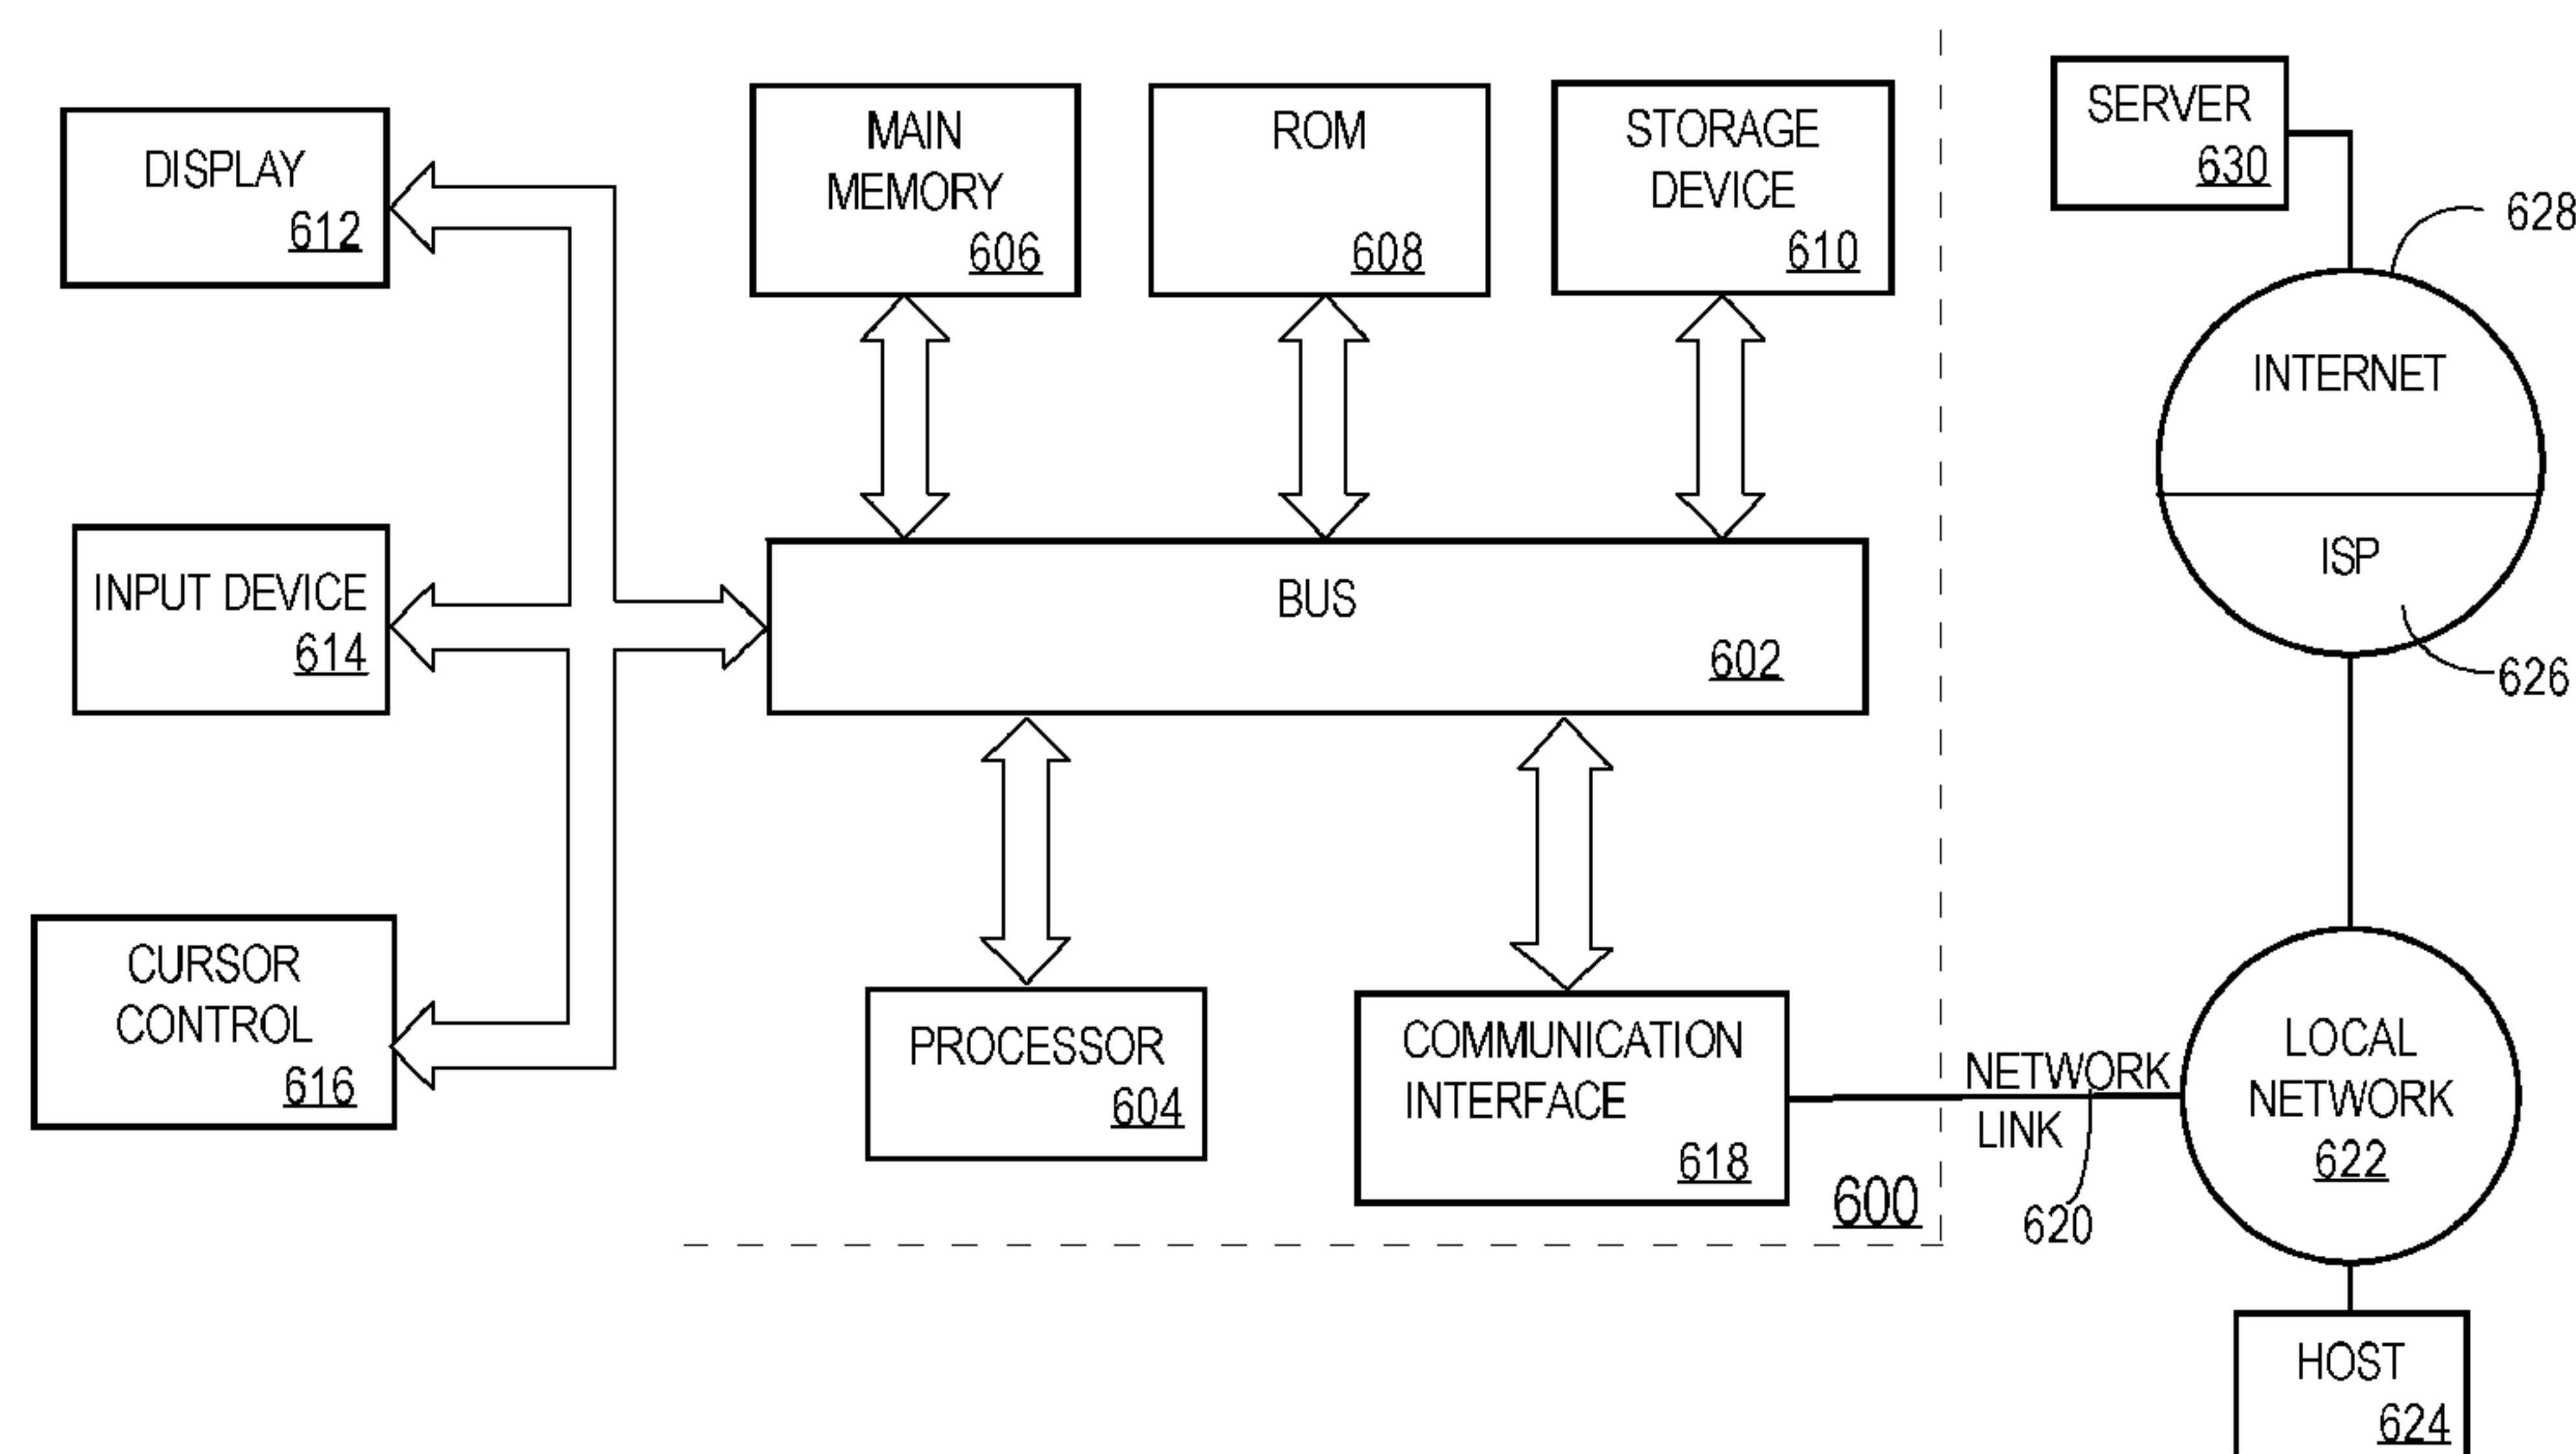 DISPLAY
612
INPUT DEVICE
614
CURSOR
CONTROL
616
MAIN
MEMORY
606
ROM
608
STORAGE
DEVICE
610
BUS
602
PROCESSOR
604
COMMUNICATION
INTERFACE
618
600
NETWORK
LINK
620
SERVER
630
628
INTERNET
ISP
626
LOCAL
NETWORK
622
HOST
624